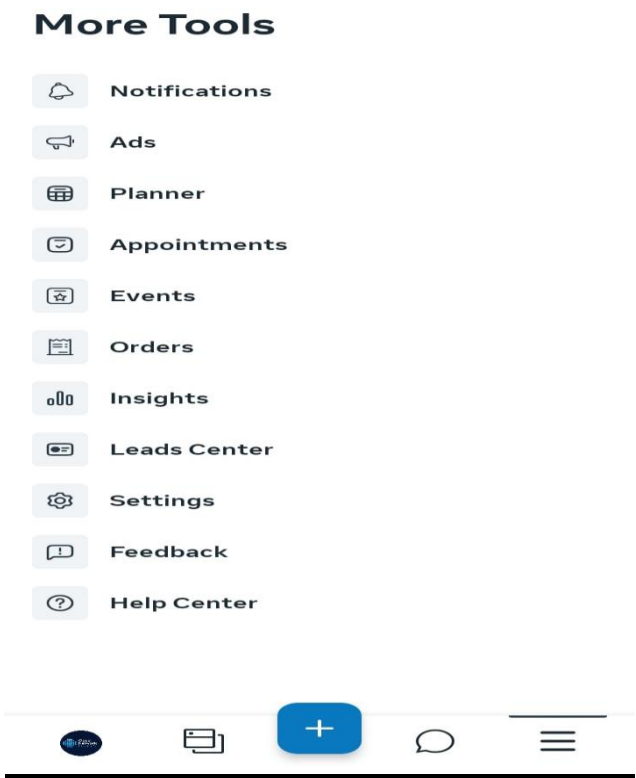 More Tools
Notifications
Ads
Planner
Appointments
Events
Orders
Insights
Leads Center
Settings
Feedback
Help Center